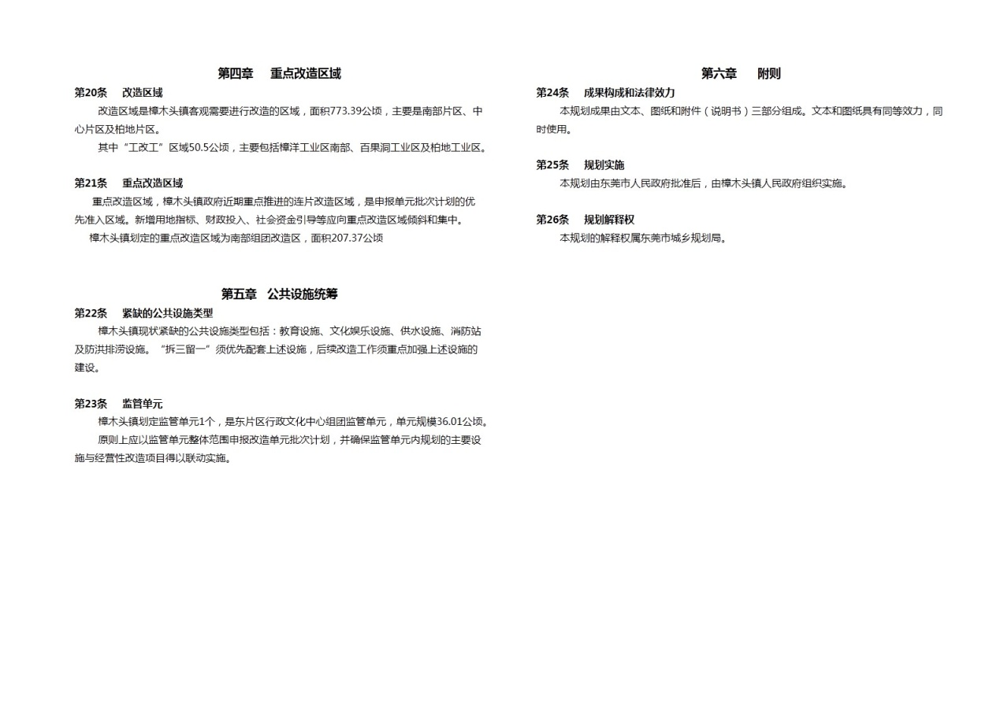 第四章 重点改造区域
第20条 改造区域
改造区域是樟木头镇客观需要进行改造的区域，面积773.39公顷，主要是南部片区、中
心片区及柏地片区。
其中“工改工”区域50.5公顷，主要包括樟洋工业区南部、百果洞工业区及柏地工业区。
第21条 重点改造区域
重点改造区域，樟木头镇政府近期重点推进的连片改造区域，是申报单元批次计划的优
先准入区域。新增用地指标、财政投入、社会资金引导等应向重点改造区域倾斜和集中。
樟木头镇划定的重点改造区域为南部组团改造区，面积207.37公顷
第五章 公共设施统筹
第22条 紧缺的公共设施类型
樟木头镇现状紧缺的公共设施类型包括：教育设施、文化娱乐设施、供水设施、消防站
及防洪排涝设施。“拆三留一”须优先配套上述设施，后续改造工作须重点加强上述设施的
建设。
第23条 监管单元
樟木头镇划定监管单元1个，是东片区行政文化中心组团监管单元，单元规模36.01公顷。
原则上应以监管单元整体范围申报改造单元批次计划，并确保监管单元内规划的主要设
施与经营性改造项目得以联动实施。
第六章 附则
第24条 成果构成和法律效力
本规划成果由文本、图纸和附件（说明书）三部分组成。文本和图纸具有同等效力，同
时使用。
第25条 规划实施
本规划由东莞市人民政府批准后，由樟木头镇人民政府组织实施。
第26条 规划解释权
本规划的解释权属东莞市城乡规划局。